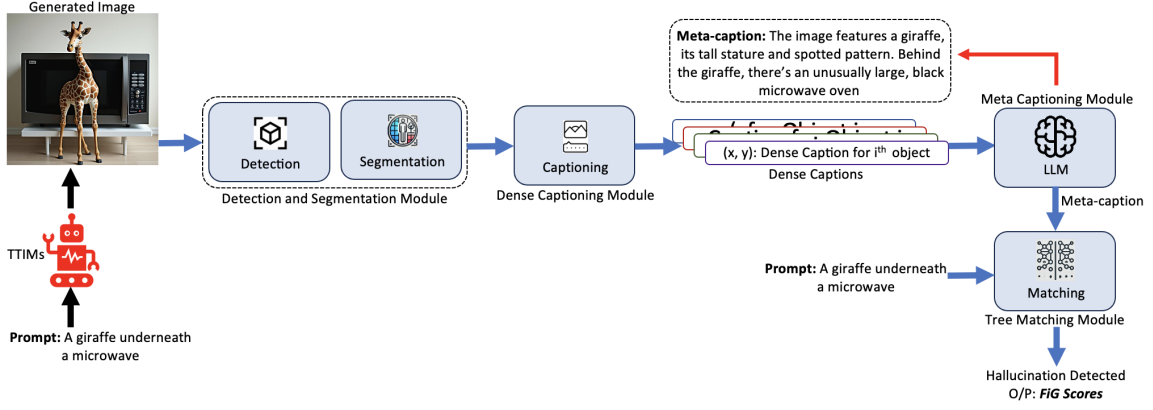 Generated Image
TTIMs
Prompt: A giraffe underneath
a microwave
Detection
Segmentation
Detection and Segmentation Module
Captioning
Dense Captioning Module
(x, y): Dense Caption for iᵗʰ object
Dense Captions
Meta-caption: The image features a giraffe,
its tall stature and spotted pattern. Behind
the giraffe, there's an unusually large, black
microwave oven
Meta Captioning Module
LLM
Meta-caption
Prompt: A giraffe underneath
a microwave
Matching
Tree Matching Module
Hallucination Detected
O/P: FiG Scores